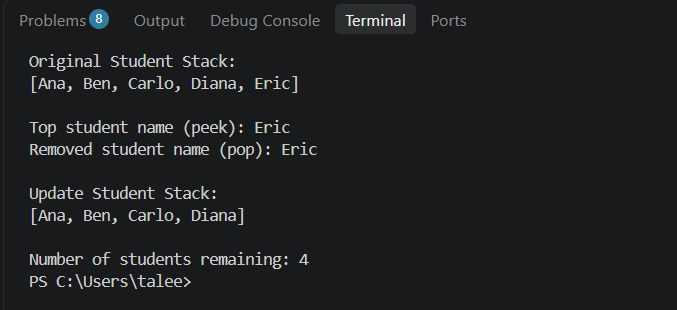 Problems 8 Output Debug Console Terminal Ports
Original Student Stack:
[Ana, Ben, Carlo, Diana, Eric]
Top student name (peek): Eric
Removed student name (pop): Eric
Update Student Stack:
[Ana, Ben, Carlo, Diana]
Number of students remaining: 4
PS C:\Users\talee>